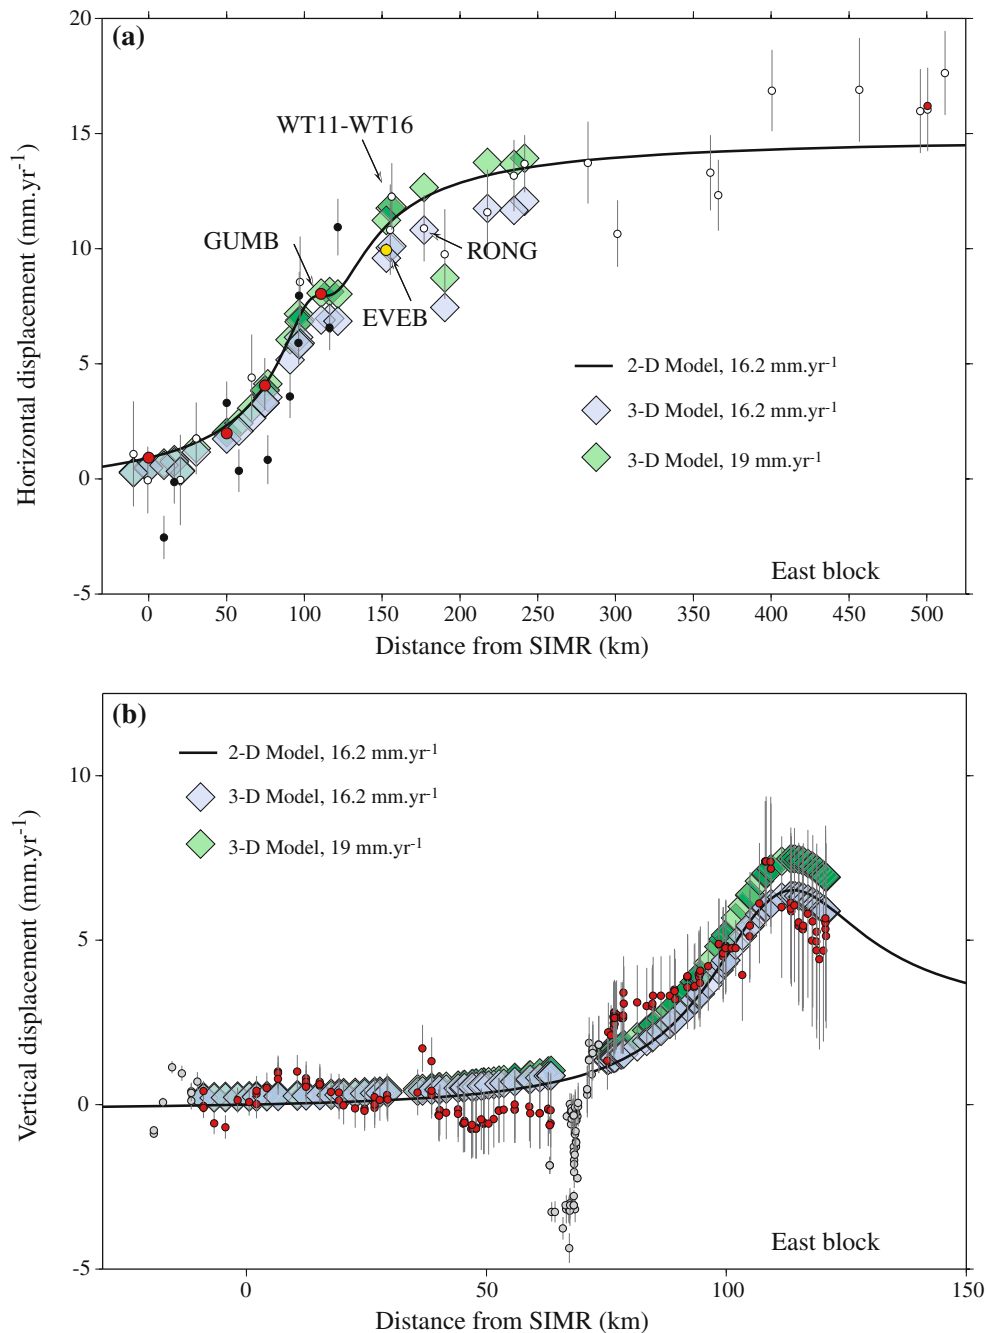 (a)
20
15
10
5
0
-5
Horizontal displacement (mm.yr-1)
WT11-WT16
GUMB
RONG
EVEB
2-D Model, 16.2 mm.yr-1
3-D Model, 16.2 mm.yr-1
3-D Model, 19 mm.yr-1
East block
0 50 100 150 200 250 300 350 400 450 500
Distance from SIMR (km)
(b)
2-D Model, 16.2 mm.yr-1
3-D Model, 16.2 mm.yr-1
3-D Model, 19 mm.yr-1
10
5
0
-5
Vertical displacement (mm.yr-1)
East block
0 50 100 150
Distance from SIMR (km)